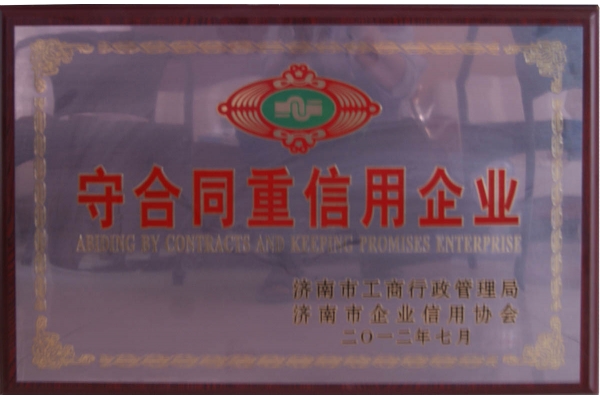 守合同重信用企业
ABIDING BY CONTRACTS AND KEEPING PROMISES ENTERPRISE
济南市工商行政管理局
济南市企业信用协会
二〇一二年七月